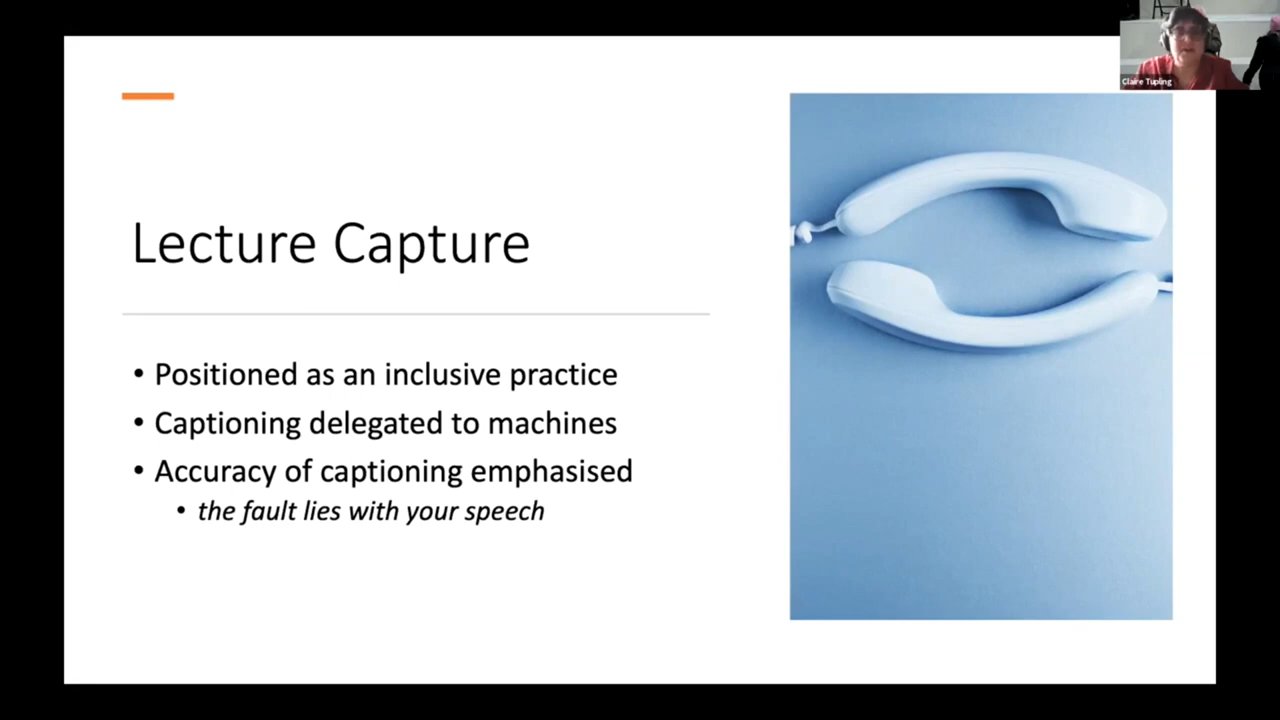 Claire Tupling
Lecture Capture
• Positioned as an inclusive practice
• Captioning delegated to machines
• Accuracy of captioning emphasised
• the fault lies with your speech